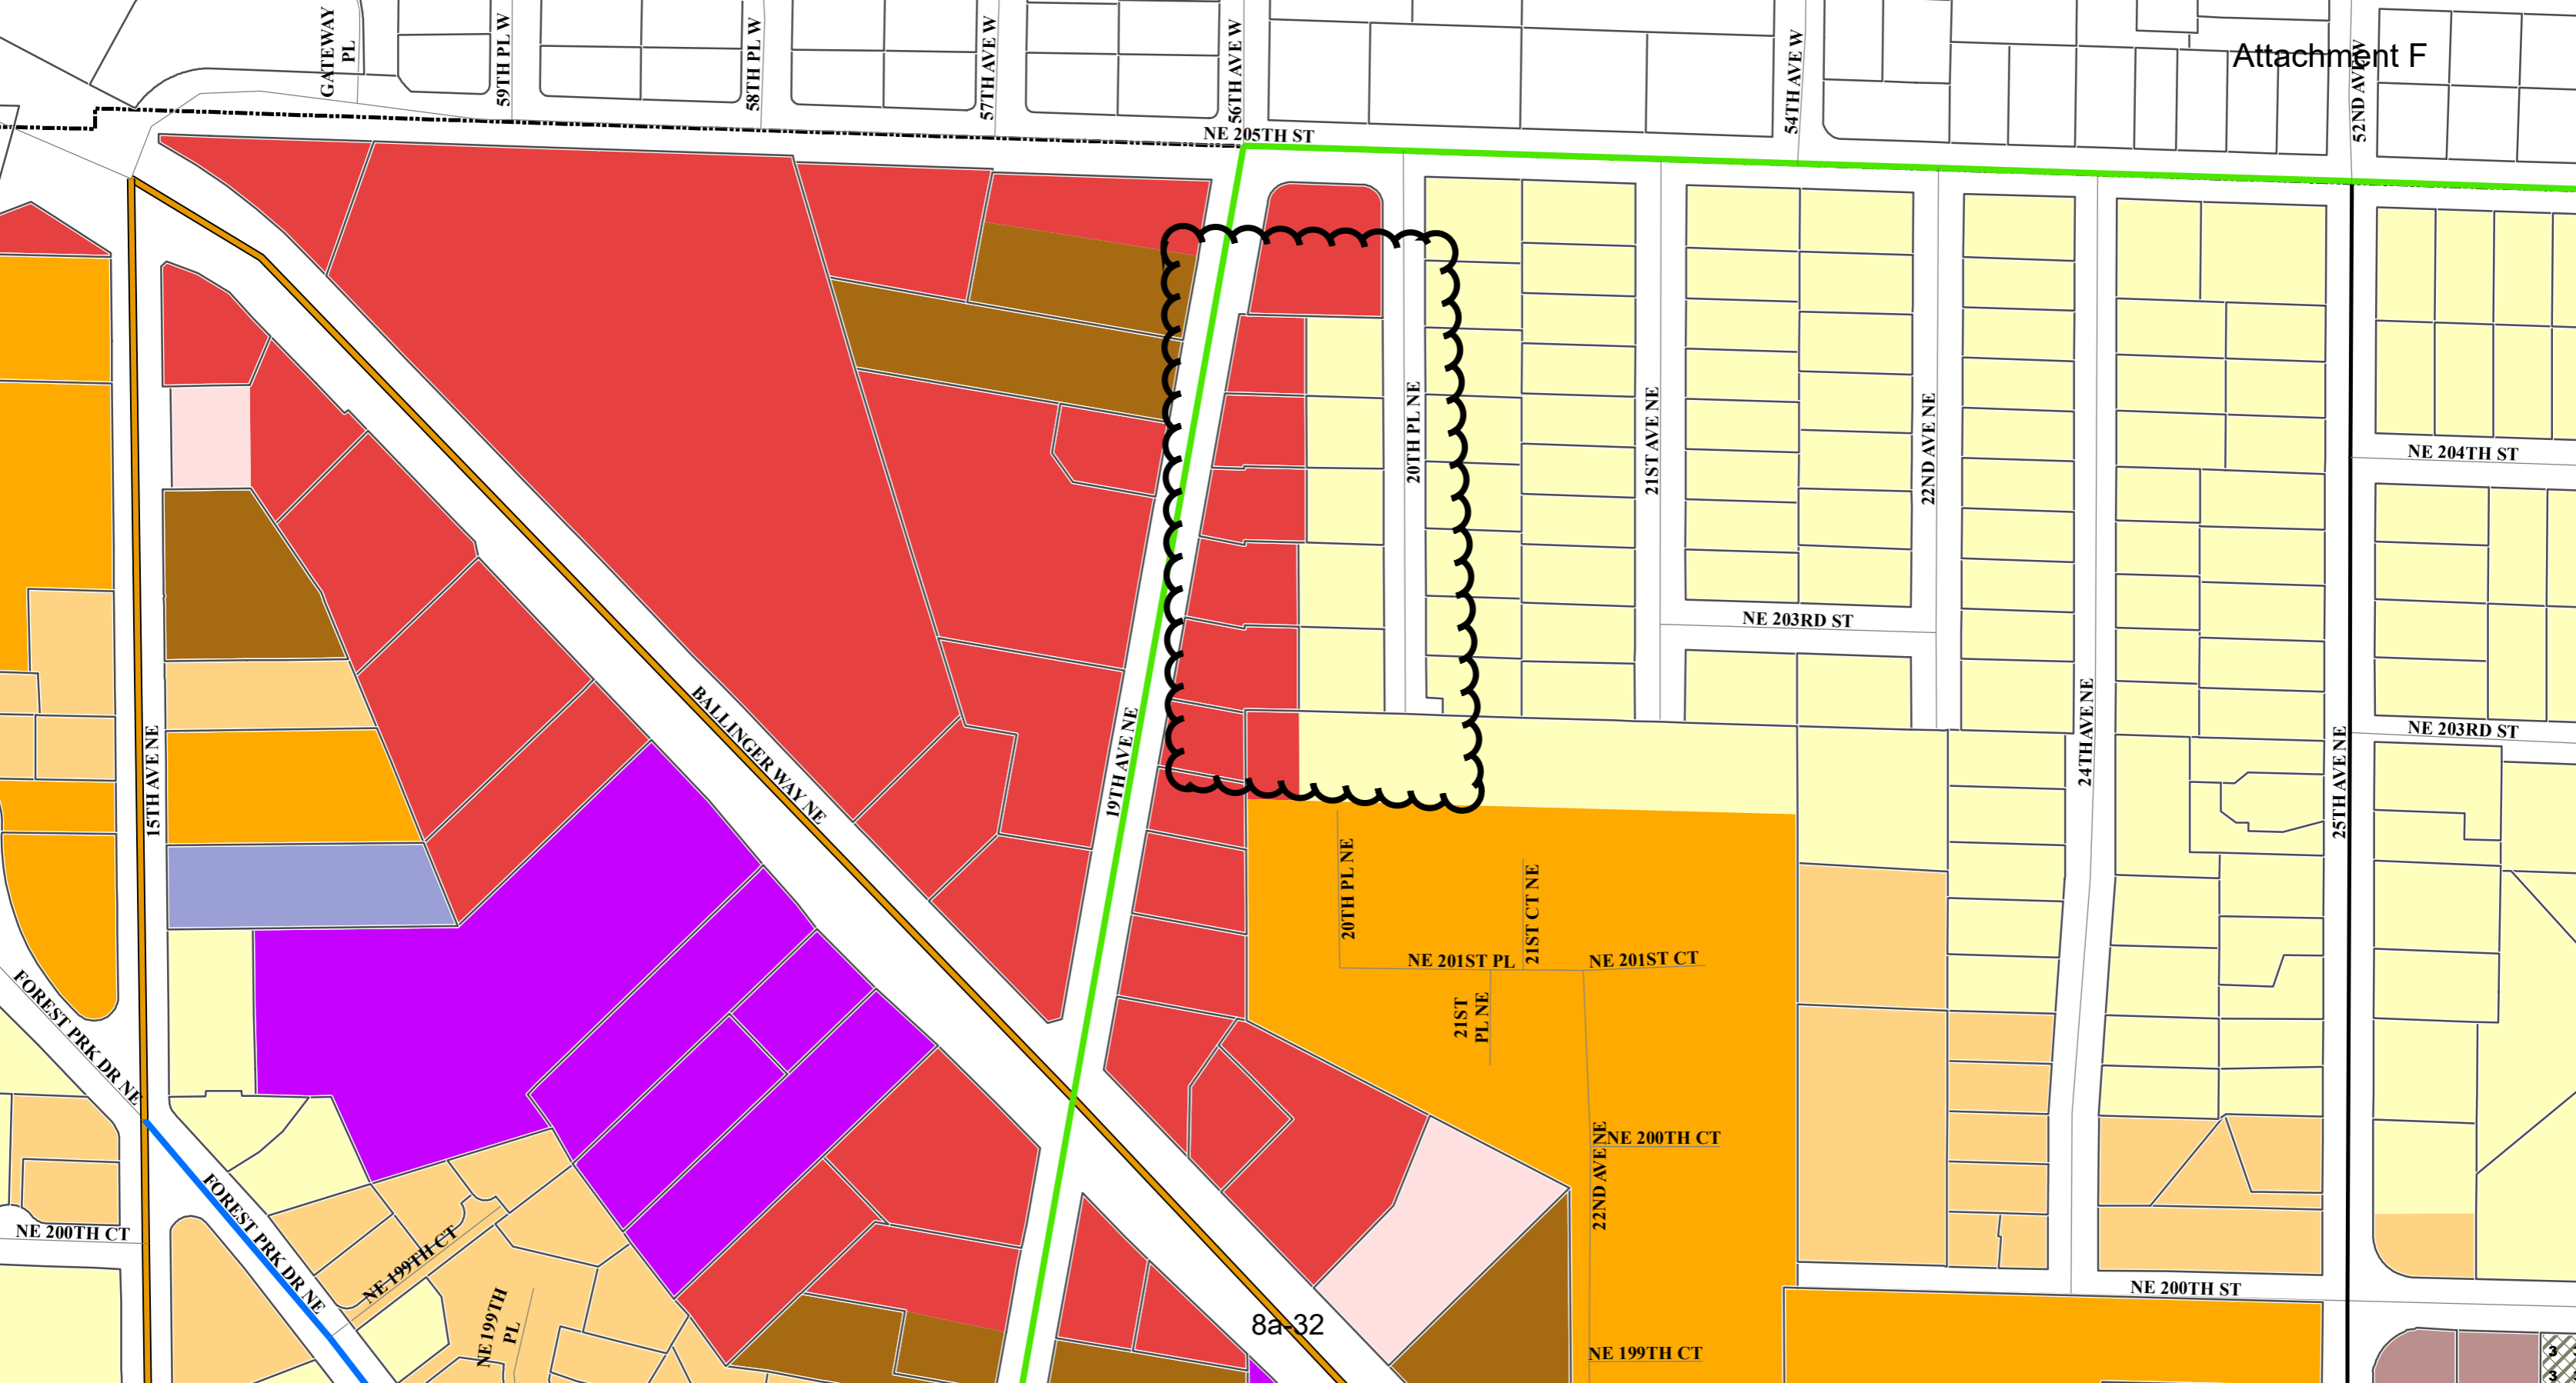 GATEWAY
PL
59TH PL W
58TH PL W
57TH AVE W
56TH AVE W
54TH AVE W
52ND AVE W
Attachment F
NE 205TH ST
20TH PL NE
21ST AVE NE
22ND AVE NE
NE 204TH ST
NE 203RD ST
NE 203RD ST
24TH AVE NE
25TH AVE NE
15TH AVE NE
BALLINGER WAY NE
19TH AVE NE
20TH PL NE
21ST CT NE
NE 201ST PL
NE 201ST CT
21ST
PL NE
FOREST PRK DR NE
22ND AVE NE
NE 200TH CT
NE 200TH CT
FOREST PRK DR NE
NE 199TH CT
NE 199TH
PL
NE 200TH ST
8a-32
NE 199TH CT
3
3